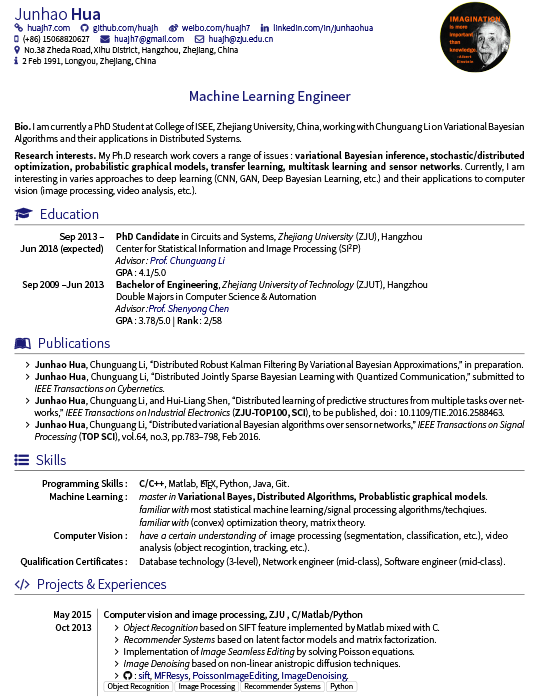 Junhao Hua
huajh7.com github.com/huajh weibo.com/huajh7 linkedin.com/in/junhaohua
(+86) 15068820627 huajh7@gmail.com huajh@zju.edu.cn
No.38 Zheda Road, Xihu District, Hangzhou, Zhejiang, China
2 Feb 1991, Longyou, Zhejiang, China
IMAGINATION
is more
important
than
knowledge.
-Albert
Einstein
Machine Learning Engineer
Bio. I am currently a PhD Student at College of ISEE, Zhejiang University, China, working with Chunguang Li on Variational Bayesian
Algorithms and their applications in Distributed Systems.
Research interests. My Ph.D research work covers a range of issues : variational Bayesian inference, stochastic/distributed
optimization, probabilistic graphical models, transfer learning, multitask learning and sensor networks. Currently, I am
interesting in varies approaches to deep learning (CNN, GAN, Deep Bayesian Learning, etc.) and their applications to computer
vision (image processing, video analysis, etc.).
Education
Sep 2013 – PhD Candidate in Circuits and Systems, Zhejiang University (ZJU), Hangzhou
Jun 2018 (expected) Center for Statistical Information and Image Processing (SI²P)
Advisor : Prof. Chunguang Li
GPA : 4.1/5.0
Sep 2009 –Jun 2013 Bachelor of Engineering, Zhejiang University of Technology (ZJUT), Hangzhou
Double Majors in Computer Science & Automation
Advisor :Prof. Shenyong Chen
GPA : 3.78/5.0 | Rank : 2/58
Publications
Junhao Hua, Chunguang Li, “Distributed Robust Kalman Filtering By Variational Bayesian Approximations,” in preparation.
Junhao Hua, Chunguang Li, “Distributed Jointly Sparse Bayesian Learning with Quantized Communication,” submitted to
IEEE Transactions on Cybernetics.
Junhao Hua, Chunguang Li, and Hui-Liang Shen, “Distributed learning of predictive structures from multiple tasks over net-
works,” IEEE Transactions on Industrial Electronics (ZJU-TOP100, SCI), to be published, doi : 10.1109/TIE.2016.2588463.
Junhao Hua, Chunguang Li, “Distributed variational Bayesian algorithms over sensor networks,” IEEE Transactions on Signal
Processing (TOP SCI), vol.64, no.3, pp.783–798, Feb 2016.
Skills
Programming Skills : C/C++, Matlab, LATEX, Python, Java, Git.
Machine Learning : master in Variational Bayes, Distributed Algorithms, Probablistic graphical models.
familiar with most statistical machine learning/signal processing algorithms/techqiues.
familiar with (convex) optimization theory, matrix theory.
Computer Vision : have a certain understanding of image processing (segmentation, classification, etc.), video
analysis (object recogintion, tracking, etc.).
Qualification Certificates : Database technology (3-level), Network engineer (mid-class), Software engineer (mid-class).
Projects & Experiences
May 2015 Computer vision and image processing, ZJU , C/Matlab/Python
Oct 2013 Object Recognition based on SIFT feature implemented by Matlab mixed with C.
Recommender Systems based on latent factor models and matrix factorization.
Implementation of Image Seamless Editing by solving Poisson equations.
Image Denoising based on non-linear anistropic diffusion techniques.
: sift, MFResys, PoissonImageEditing, ImageDenoising.
Object Recognition Image Processing Recommender Systems Python